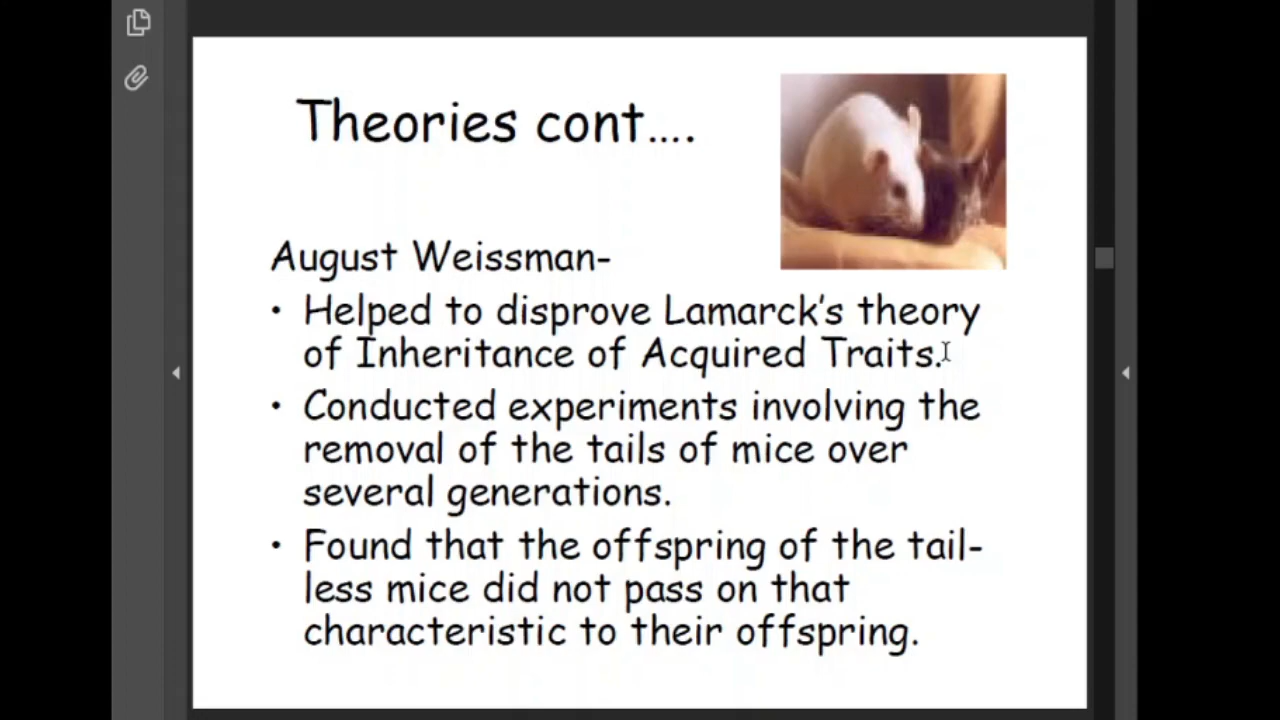 Theories cont....
August Weissman-
• Helped to disprove Lamarck's theory
of Inheritance of Acquired Traits.
• Conducted experiments involving the
removal of the tails of mice over
several generations.
• Found that the offspring of the tail-
less mice did not pass on that
characteristic to their offspring.